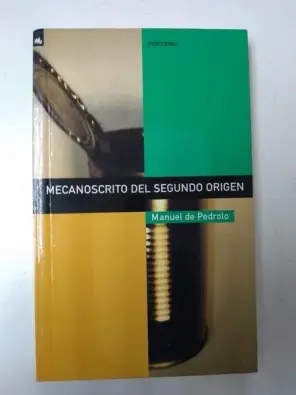 MECANOSCRITO DEL SEGUNDO ORIGEN
Manuel de Pedrolo